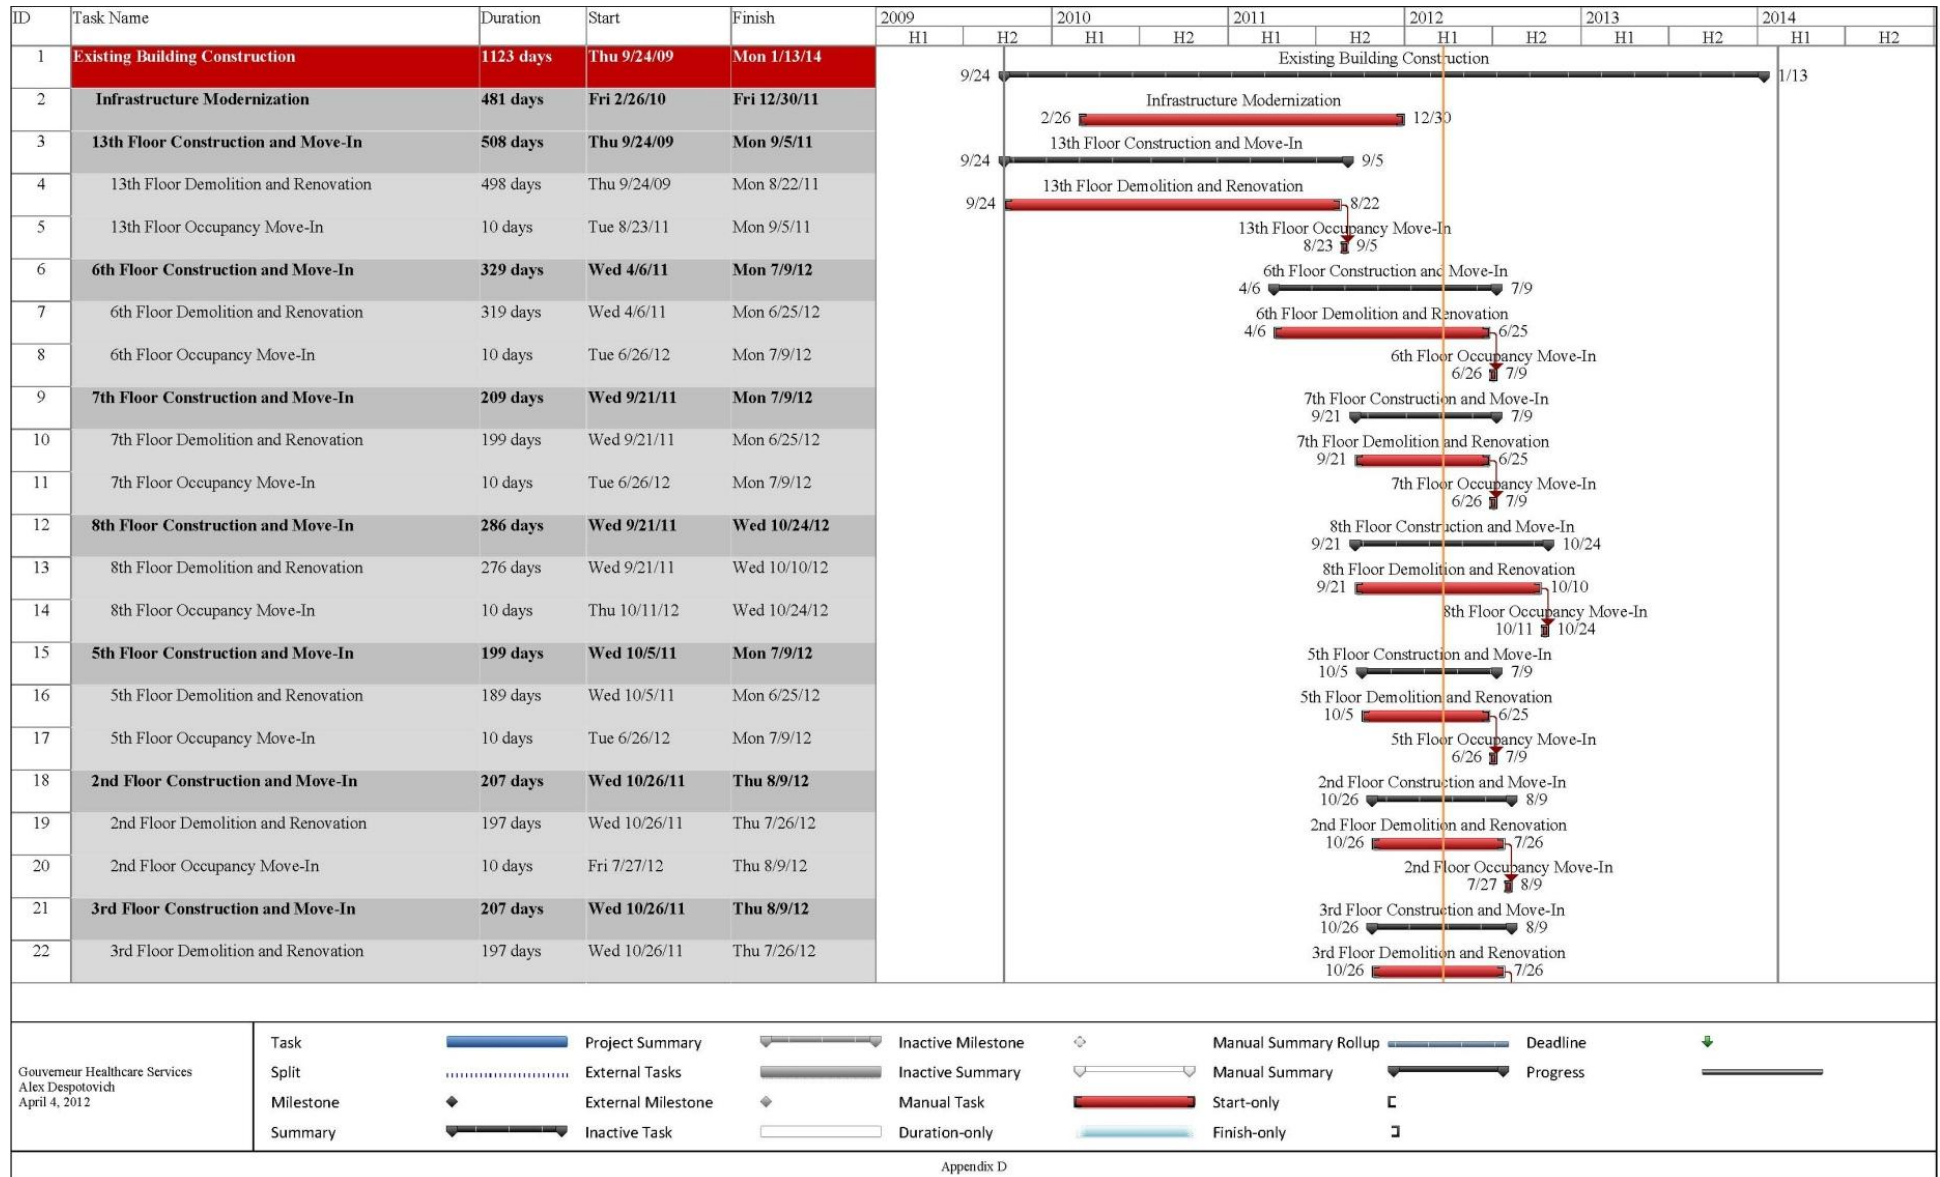 ID Task Name Duration Start Finish 2009 2010 2011 2012 2013 2014
H1 H2 H1 H2 H1 H2 H1 H2 H1 H2 H1 H2
1 Existing Building Construction 1123 days Thu 9/24/09 Mon 1/13/14 Existing Building Construction
9/24 1/13
2 Infrastructure Modernization 481 days Fri 2/26/10 Fri 12/30/11 Infrastructure Modernization
2/26 12/30
3 13th Floor Construction and Move-In 508 days Thu 9/24/09 Mon 9/5/11 13th Floor Construction and Move-In
9/24 9/5
4 13th Floor Demolition and Renovation 498 days Thu 9/24/09 Mon 8/22/11 13th Floor Demolition and Renovation
9/24 8/22
5 13th Floor Occupancy Move-In 10 days Tue 8/23/11 Mon 9/5/11 13th Floor Occupancy Move-In
8/23 9/5
6 6th Floor Construction and Move-In 329 days Wed 4/6/11 Mon 7/9/12 6th Floor Construction and Move-In
4/6 7/9
7 6th Floor Demolition and Renovation 319 days Wed 4/6/11 Mon 6/25/12 6th Floor Demolition and Renovation
4/6 6/25
8 6th Floor Occupancy Move-In 10 days Tue 6/26/12 Mon 7/9/12 6th Floor Occupancy Move-In
6/26 7/9
9 7th Floor Construction and Move-In 209 days Wed 9/21/11 Mon 7/9/12 7th Floor Construction and Move-In
9/21 7/9
10 7th Floor Demolition and Renovation 199 days Wed 9/21/11 Mon 6/25/12 7th Floor Demolition and Renovation
9/21 6/25
11 7th Floor Occupancy Move-In 10 days Tue 6/26/12 Mon 7/9/12 7th Floor Occupancy Move-In
6/26 7/9
12 8th Floor Construction and Move-In 286 days Wed 9/21/11 Wed 10/24/12 8th Floor Construction and Move-In
9/21 10/24
13 8th Floor Demolition and Renovation 276 days Wed 9/21/11 Wed 10/10/12 8th Floor Demolition and Renovation
9/21 10/10
14 8th Floor Occupancy Move-In 10 days Thu 10/11/12 Wed 10/24/12 8th Floor Occupancy Move-In
10/11 10/24
15 5th Floor Construction and Move-In 199 days Wed 10/5/11 Mon 7/9/12 5th Floor Construction and Move-In
10/5 7/9
16 5th Floor Demolition and Renovation 189 days Wed 10/5/11 Mon 6/25/12 5th Floor Demolition and Renovation
10/5 6/25
17 5th Floor Occupancy Move-In 10 days Tue 6/26/12 Mon 7/9/12 5th Floor Occupancy Move-In
6/26 7/9
18 2nd Floor Construction and Move-In 207 days Wed 10/26/11 Thu 8/9/12 2nd Floor Construction and Move-In
10/26 8/9
19 2nd Floor Demolition and Renovation 197 days Wed 10/26/11 Thu 7/26/12 2nd Floor Demolition and Renovation
10/26 7/26
20 2nd Floor Occupancy Move-In 10 days Fri 7/27/12 Thu 8/9/12 2nd Floor Occupancy Move-In
7/27 8/9
21 3rd Floor Construction and Move-In 207 days Wed 10/26/11 Thu 8/9/12 3rd Floor Construction and Move-In
10/26 8/9
22 3rd Floor Demolition and Renovation 197 days Wed 10/26/11 Thu 7/26/12 3rd Floor Demolition and Renovation
10/26 7/26
Gouverneur Healthcare Services
Alex Despotovich
April 4, 2012
Task Project Summary Inactive Milestone Manual Summary Rollup Deadline
Split External Tasks Inactive Summary Manual Summary Progress
Milestone External Milestone Manual Task Start-only
Summary Inactive Task Duration-only Finish-only
Appendix D